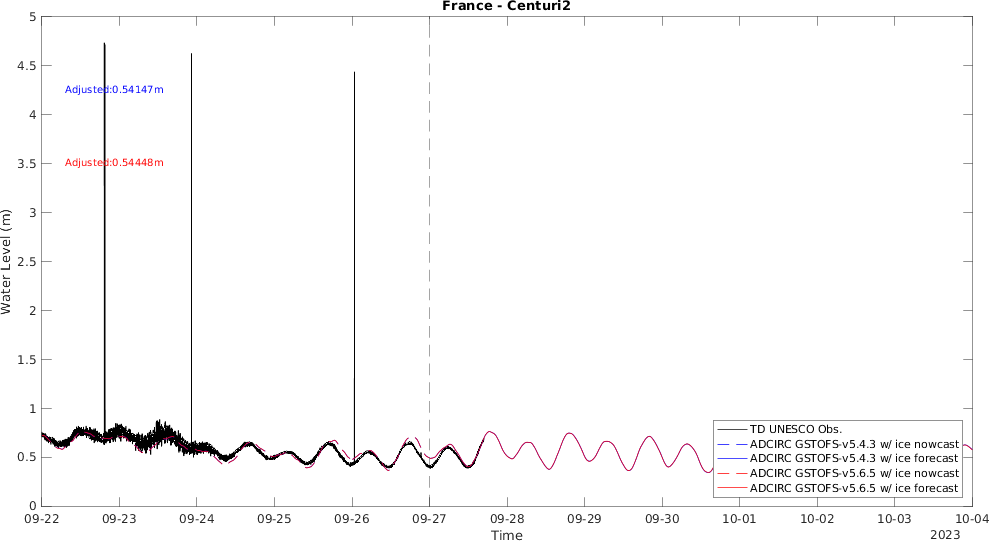 France - Centuri2
5
4.5
4
3.5
3
2.5
2
1.5
1
0.5
0
Water Level (m)
Adjusted:0.54147m
Adjusted:0.54448m
TD UNESCO Obs.
ADCIRC GSTOFS-v5.4.3 w/ ice nowcast
ADCIRC GSTOFS-v5.4.3 w/ ice forecast
ADCIRC GSTOFS-v5.6.5 w/ ice nowcast
ADCIRC GSTOFS-v5.6.5 w/ ice forecast
09-22 09-23 09-24 09-25 09-26 09-27 09-28 09-29 09-30 10-01 10-02 10-03 10-04
Time
2023